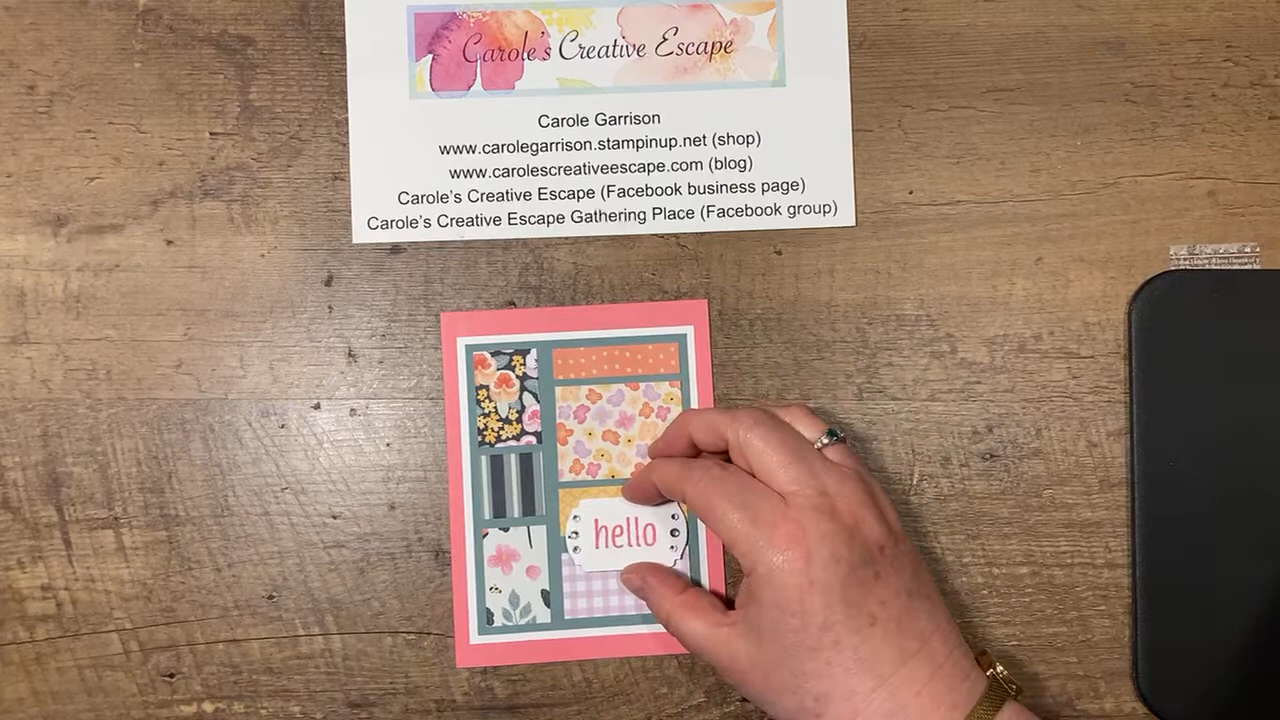 Carole's Creative Escape
Carole Garrison
www.carolegarrison.stampinup.net (shop)
www.carolescreativeescape.com (blog)
Carole's Creative Escape (Facebook business page)
Carole's Creative Escape Gathering Place (Facebook group)
hello